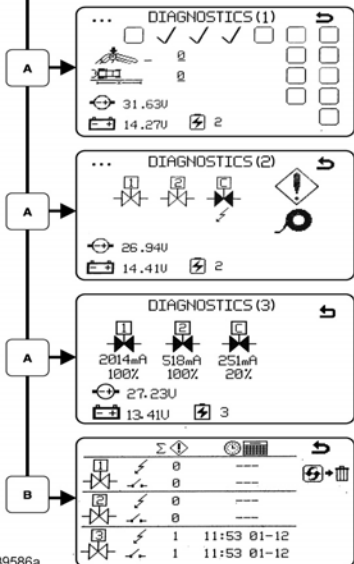 ... DIAGNOSTICS(1)
0
A
0
31.63V
14.27V 2
... DIAGNOSTICS(2)
1 2 C
A
26.94V
14.41V 2
DIAGNOSTICS(3)
1 2 C
A
2014mA 518mA 251mA
100% 100% 20%
27.23V
13.41V 3
Σ
1 0 ---
0 ---
2 0 ---
B
0 ---
3 1 11:53 01-12
1 11:53 01-12